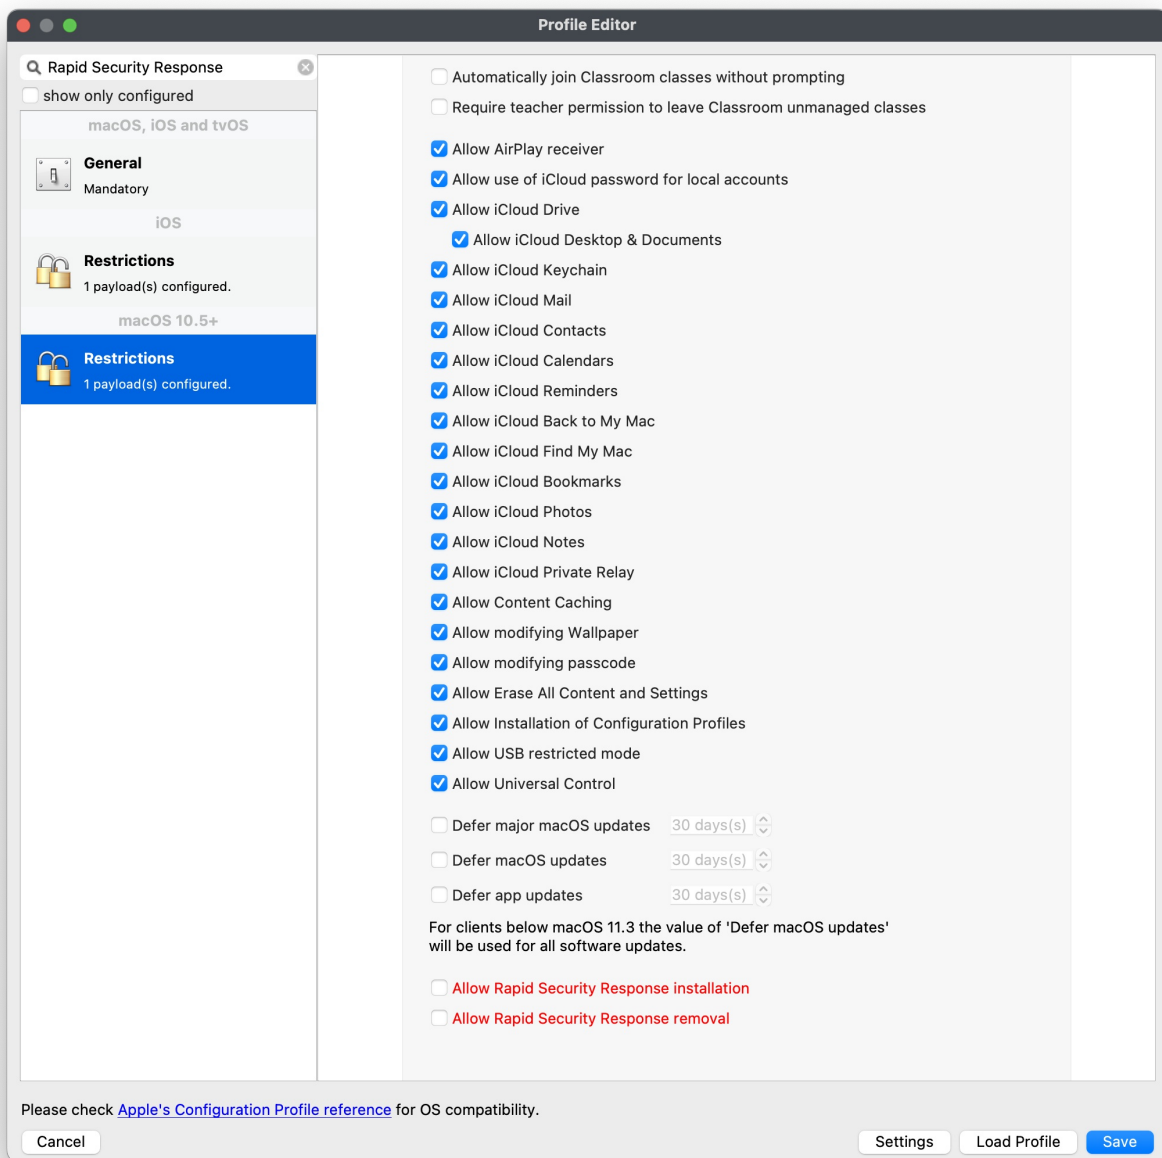 Profile Editor
Rapid Security Response
show only configured
macOS, iOS and tvOS
General
Mandatory
iOS
Restrictions
1 payload(s) configured.
macOS 10.5+
Restrictions
1 payload(s) configured.
Automatically join Classroom classes without prompting
Require teacher permission to leave Classroom unmanaged classes
Allow AirPlay receiver
Allow use of iCloud password for local accounts
Allow iCloud Drive
Allow iCloud Desktop & Documents
Allow iCloud Keychain
Allow iCloud Mail
Allow iCloud Contacts
Allow iCloud Calendars
Allow iCloud Reminders
Allow iCloud Back to My Mac
Allow iCloud Find My Mac
Allow iCloud Bookmarks
Allow iCloud Photos
Allow iCloud Notes
Allow iCloud Private Relay
Allow Content Caching
Allow modifying Wallpaper
Allow modifying passcode
Allow Erase All Content and Settings
Allow Installation of Configuration Profiles
Allow USB restricted mode
Allow Universal Control
Defer major macOS updates 30 days(s)
Defer macOS updates 30 days(s)
Defer app updates 30 days(s)
For clients below macOS 11.3 the value of 'Defer macOS updates'
will be used for all software updates.
Allow Rapid Security Response installation
Allow Rapid Security Response removal
Please check Apple's Configuration Profile reference for OS compatibility.
Cancel Settings Load Profile Save